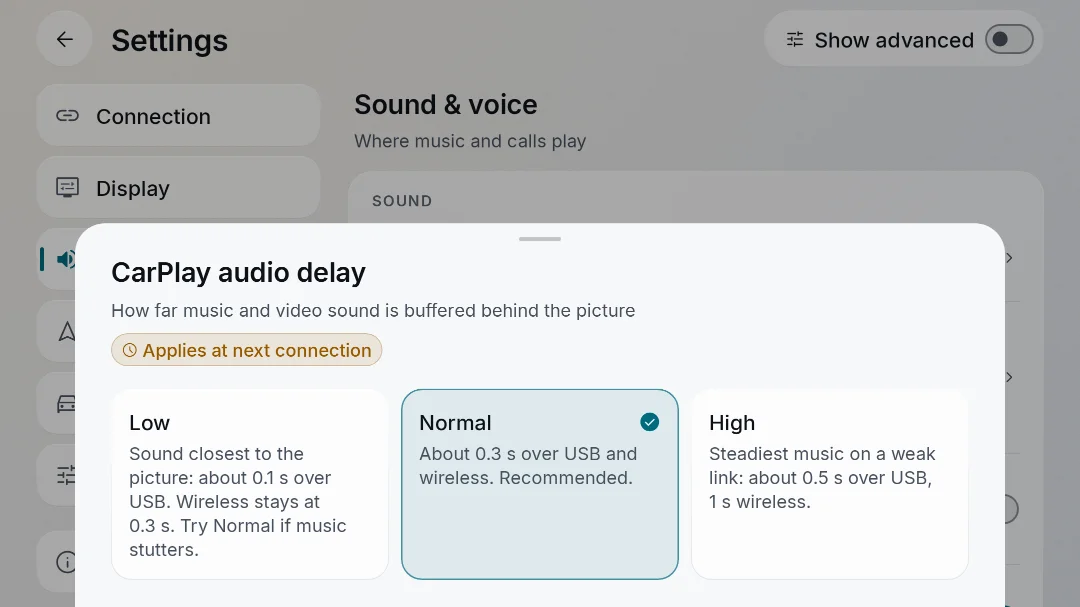 Settings
Show advanced
Connection
Display
Sound & voice
Where music and calls play
SOUND
CarPlay audio delay
How far music and video sound is buffered behind the picture
Applies at next connection
Low
Sound closest to the
picture: about 0.1 s over
USB. Wireless stays at
0.3 s. Try Normal if music
stutters.
Normal
About 0.3 s over USB and
wireless. Recommended.
High
Steadiest music on a weak
link: about 0.5 s over USB,
1 s wireless.